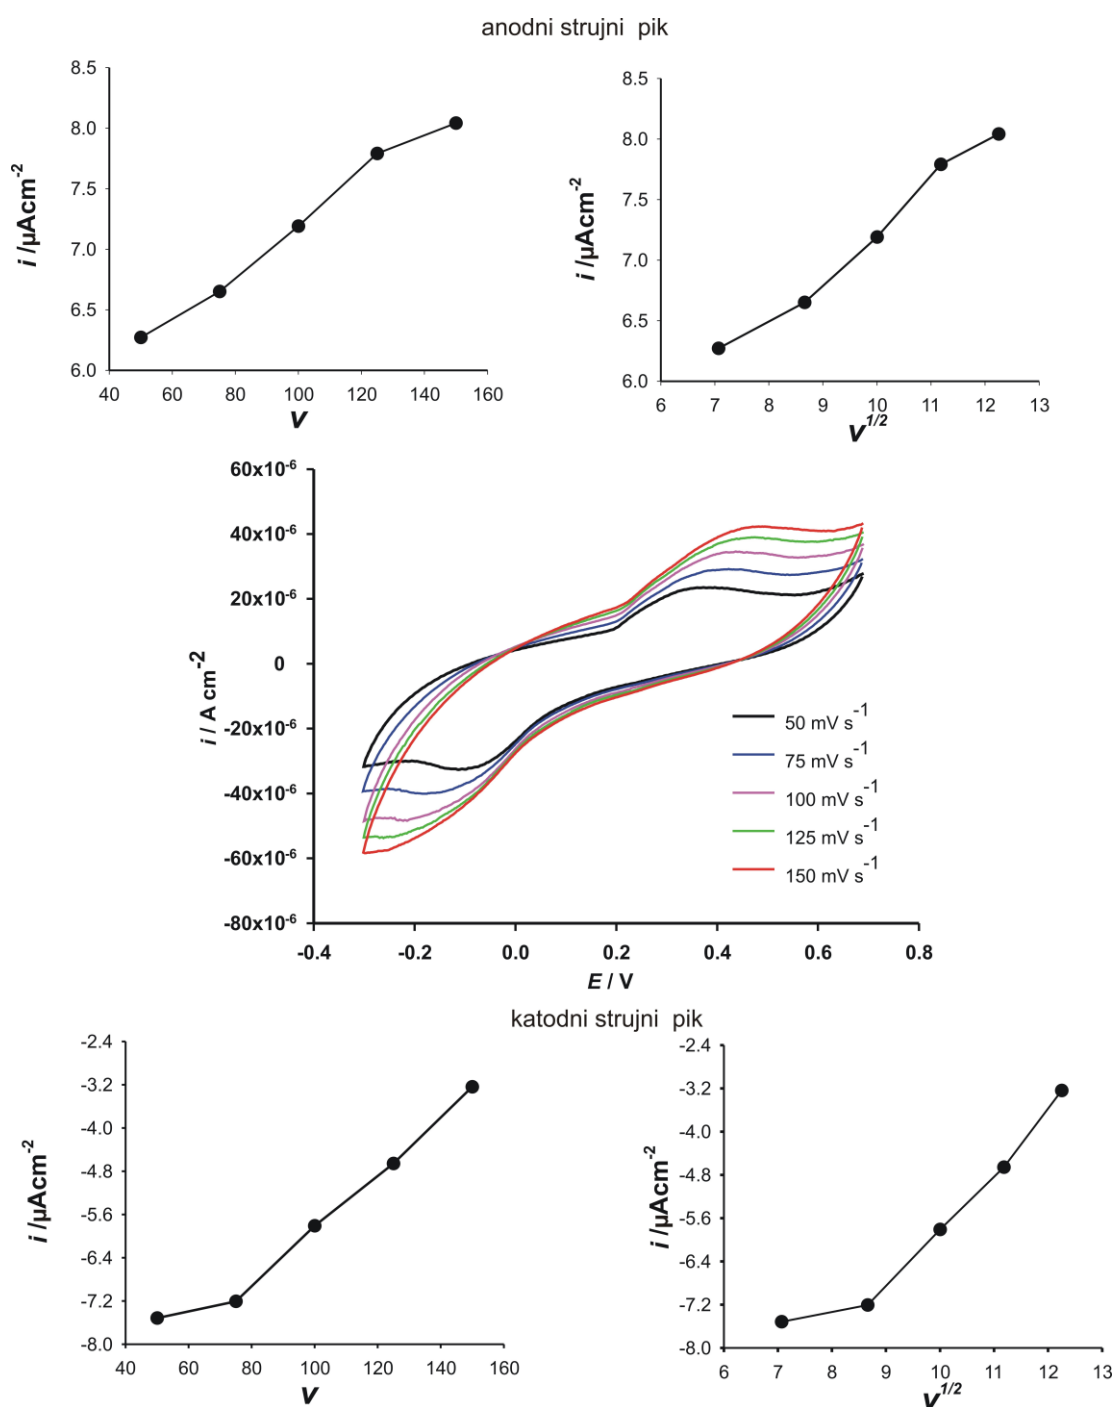 anodni strujni pik
i /µAcm-2
8.5
8.0
7.5
7.0
6.5
6.0
40 60 80 100 120 140 160
V
i /µAcm-2
8.5
8.0
7.5
7.0
6.5
6.0
6 7 8 9 10 11 12 13
V1/2
i / A cm-2
60x10-6
40x10-6
20x10-6
0
-20x10-6
-40x10-6
-60x10-6
-80x10-6
-0.4 -0.2 0.0 0.2 0.4 0.6 0.8
E / V
50 mV s-1
75 mV s-1
100 mV s-1
125 mV s-1
150 mV s-1
katodni strujni pik
i /µAcm-2
-2.4
-3.2
-4.0
-4.8
-5.6
-6.4
-7.2
-8.0
40 60 80 100 120 140 160
V
i /µAcm-2
-2.4
-3.2
-4.0
-4.8
-5.6
-6.4
-7.2
-8.0
6 7 8 9 10 11 12 13
V1/2